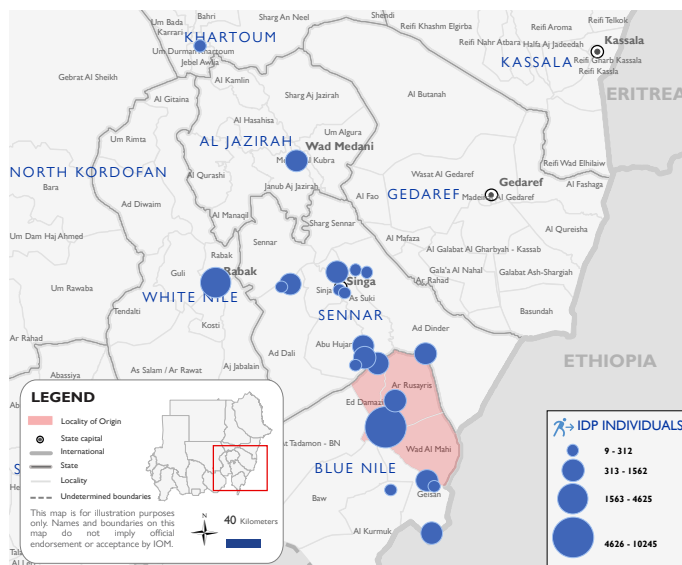 Bahri
Sharg An Neel
Shendi
Reifi Telkok
Um Bada
Karrari
Reifi Khashm Elgirba
Reifi Aroma
KHARTOUM
Um Durman
Khartoum
Jebel Awlia
Reifi Nahr Atbara
Halfa Aj Jadeedah
Kassala
KASSALA
Reifi Gharb Kassala
Reifi Kassla
Gebrat Al Sheikh
Al Kamlin
ERITREA
Al Gitaina
Sharg Aj Jazirah
Al Butanah
Al Hasahisa
Um Rimta
Um Algura
AL JAZIRAH
Wad Medani
Al Kubra
Reifi Wad Elhilaiw
NORTH KORDOFAN
Al Qurashi
Wasat Al Gedaref
Bara
Janub Aj Jazirah
Gedaref
Al Fashaga
GEDAREF
Al Gedaref
Al Fao
Ad Diwaim
Al Manaqil
Sharg Sennar
Al Qureisha
Um Dam Haj Ahmed
Sennar
Al Mafaza
Al Galabat Al Gharbyah - Kassab
Rabak
Guli
Rabak
Gala'a Al Nahal
Galabat Ash-Shargiah
Ar Rahad
Singa
Um Rawaba
Sinja
WHITE NILE
As Suki
Tendalti
SENNAR
Basundah
Kosti
Ad Dinder
Ar Rahad
Abu Hujar
Ad Dali
ETHIOPIA
Abassiya
As Salam / Ar Rawat
Aj Jabalain
Ar Rusayris
Ed Damazine
At Tadamon - BN
Wad Al Mahi
BLUE NILE
Baw
Geisan
Al Kurmuk
LEGEND
Locality of Origin
State capital
International
State
Locality
Undetermined boundaries
This map is for illustration purposes
only. Names and boundaries on this
map do not imply official
endorsement or acceptance by IOM.
N
40 Kilometers
IDP INDIVIDUALS
9 - 312
313 - 1562
1563 - 4625
4626 - 10245